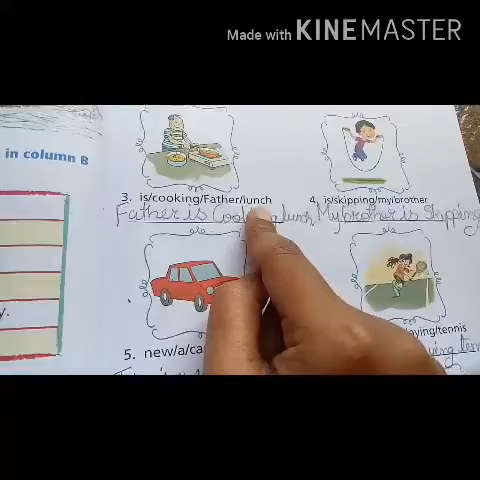 Made with KINEMASTER
in column B
3. is/cooking/Father/lunch
4. is/skipping/my/brother
Father is Cooking lunch,
My brother is Skipping
y.
5. new/a/ca
aying/tennis